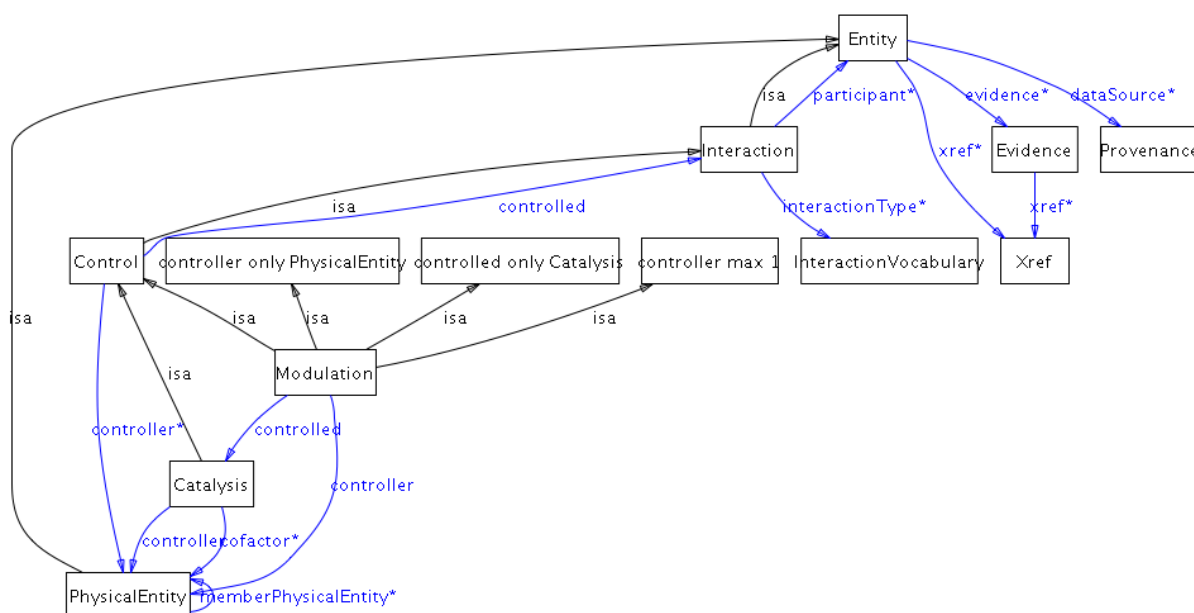 Entity
isa
participant*
evidence*
dataSource*
Interaction
Evidence
Provenance
xref*
isa
controlled
interactionType*
xref*
Control
controller only PhysicalEntity
controlled only Catalysis
controller max 1
InteractionVocabulary
Xref
isa
isa
isa
isa
isa
Modulation
isa
controller*
controlled
Catalysis
controller
controller
cofactor*
PhysicalEntity
memberPhysicalEntity*